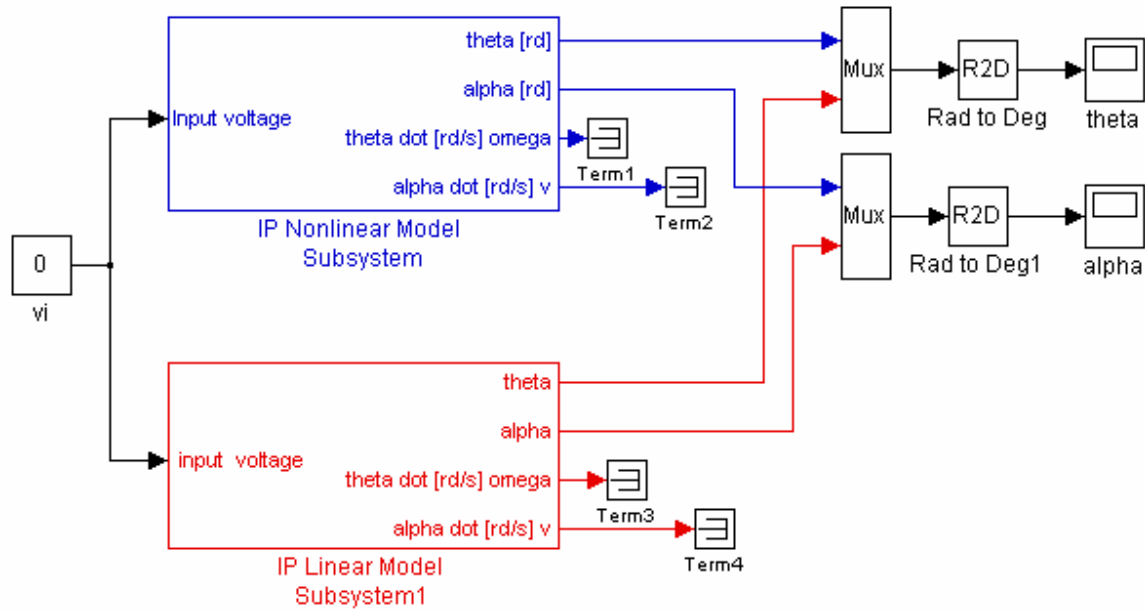 theta [rd]
alpha [rd]
Input voltage
theta dot [rd/s] omega
alpha dot [rd/s] v
Term1
Term2
IP Nonlinear Model
Subsystem
Mux
R2D
Rad to Deg
theta
Mux
R2D
Rad to Deg1
alpha
0
vi
theta
alpha
input voltage
theta dot [rd/s] omega
alpha dot [rd/s] v
Term3
Term4
IP Linear Model
Subsystem1